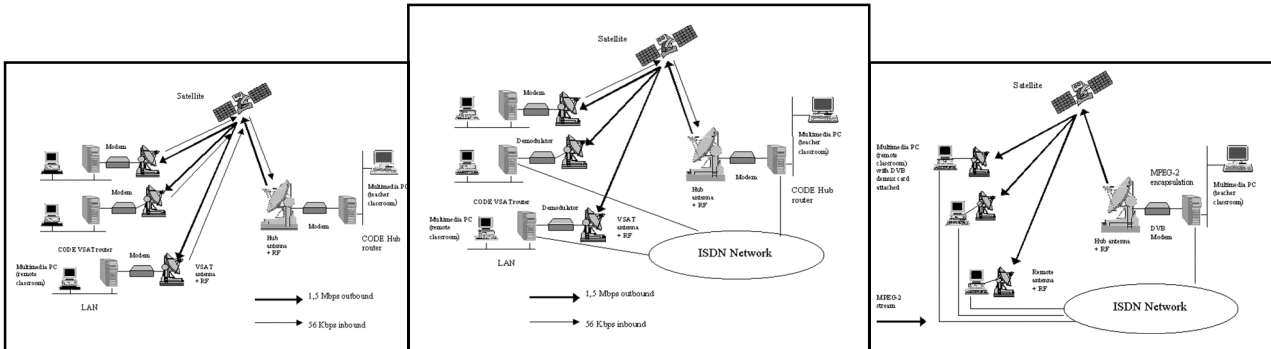 Satellite
Modem
Modem
CODE VSAT router
Modem
Multimedia PC
(remote
classroom)
LAN
VSAT
antenna
+ RF
Hub
antenna
+ RF
Modem
Multimedia PC
(teacher
classroom)
CODE Hub
router
1,5 Mbps outbound
56 Kbps inbound
Satellite
Modem
Demodulator
CODE VSAT router
Demodulator
Multimedia PC
(remote
classroom)
LAN
VSAT
antenna
+ RF
Hub
antenna
+ RF
Modem
Multimedia PC
(teacher
classroom)
CODE Hub
router
ISDN Network
1,5 Mbps outbound
56 Kbps inbound
Satellite
Multimedia PC
(remote
classroom)
with DVB
demux card
attached
MPEG-2
encapsulation
Multimedia PC
(teacher
classroom)
Hub antenna
+ RF
DVB
Modem
Remote
antenna
+ RF
MPEG-2
stream
ISDN Network